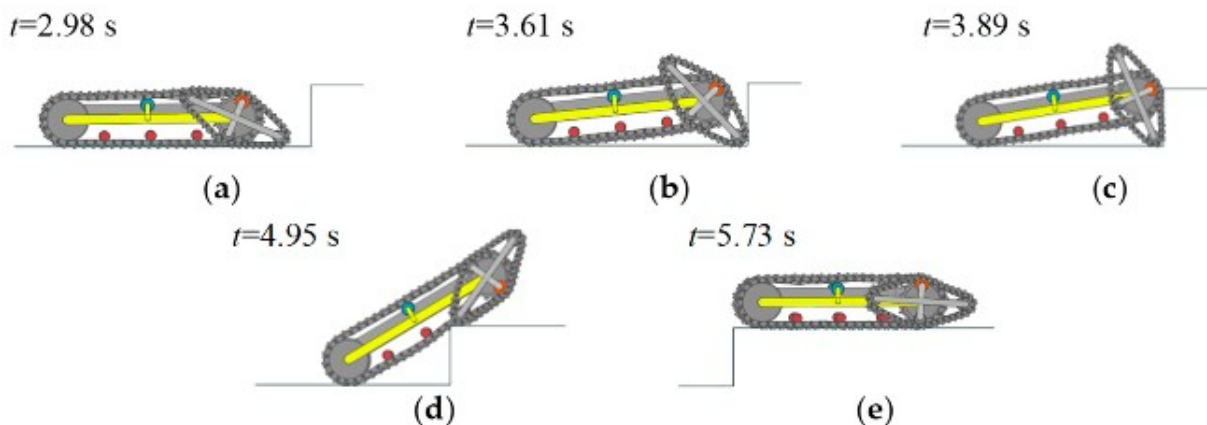 t=2.98 s
t=3.61 s
t=3.89 s
(a)
(b)
(c)
t=4.95 s
t=5.73 s
(d)
(e)